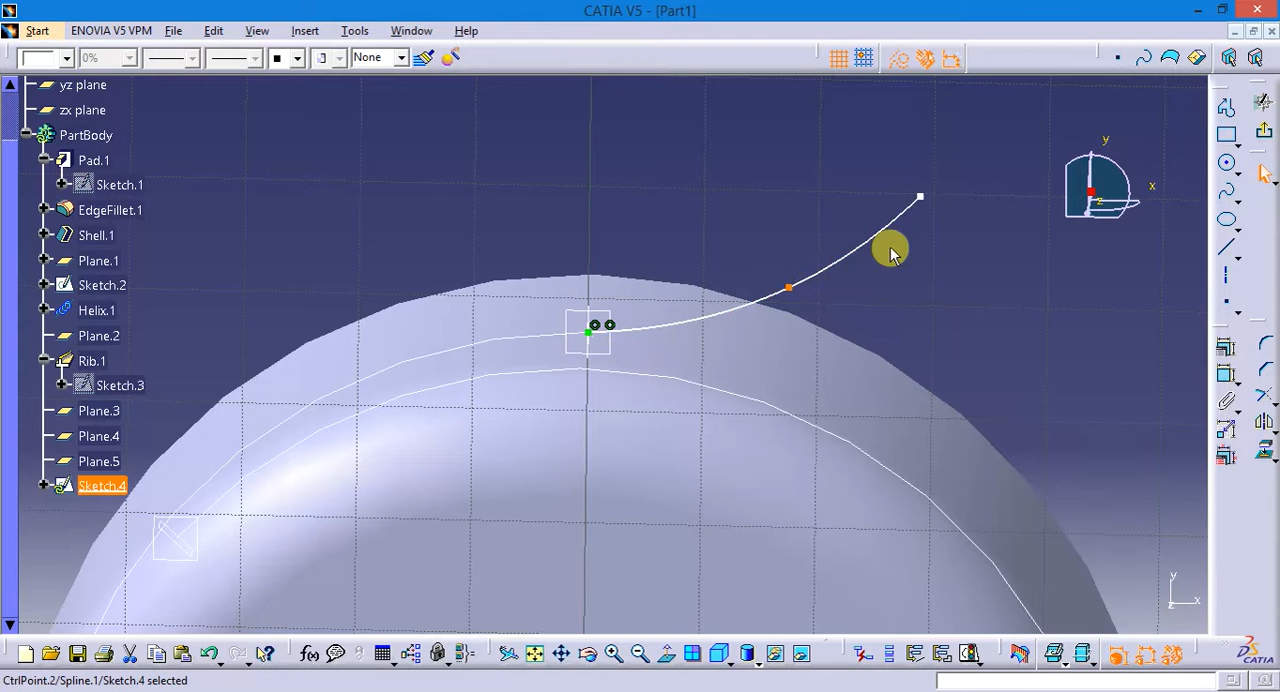 CATIA V5 - [Part1]
Start ENOVIA V5 VPM File Edit View Insert Tools Window Help
0% None
yz plane
zx plane
PartBody
Pad.1
Sketch.1
EdgeFillet.1
Shell.1
Plane.1
Sketch.2
Helix.1
Plane.2
Rib.1
Sketch.3
Plane.3
Plane.4
Plane.5
Sketch.4
y
x
z
y
x
z
f(x)
CATIA
CtrlPoint.2/Spline.1/Sketch.4 selected